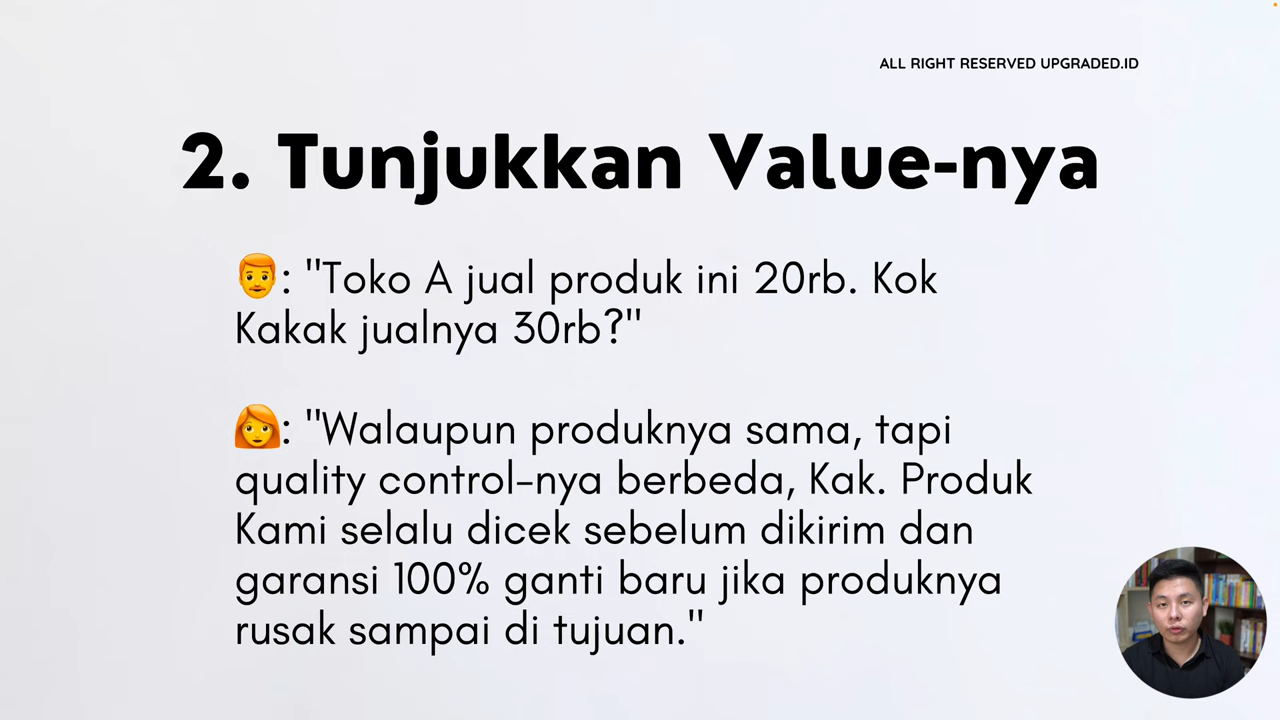 ALL RIGHT RESERVED UPGRADED.ID
2. Tunjukkan Value-nya
👨‍🦰: "Toko A jual produk ini 20rb. Kok
Kakak jualnya 30rb?"
👩‍🦰: "Walaupun produknya sama, tapi
quality control-nya berbeda, Kak. Produk
Kami selalu dicek sebelum dikirim dan
garansi 100% ganti baru jika produknya
rusak sampai di tujuan."